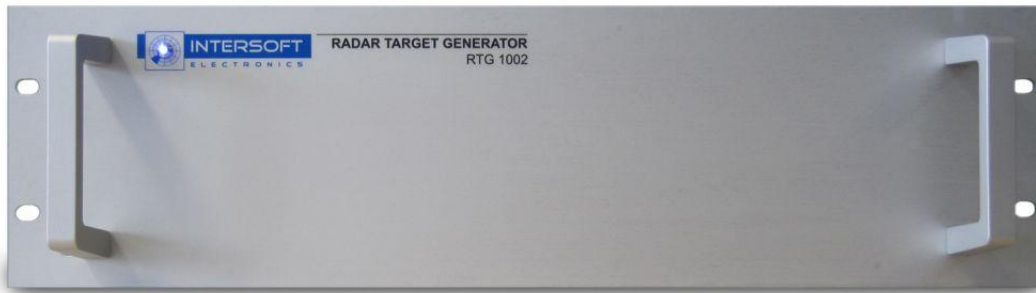 INTERSOFT
ELECTRONICS
RADAR TARGET GENERATOR
RTG 1002